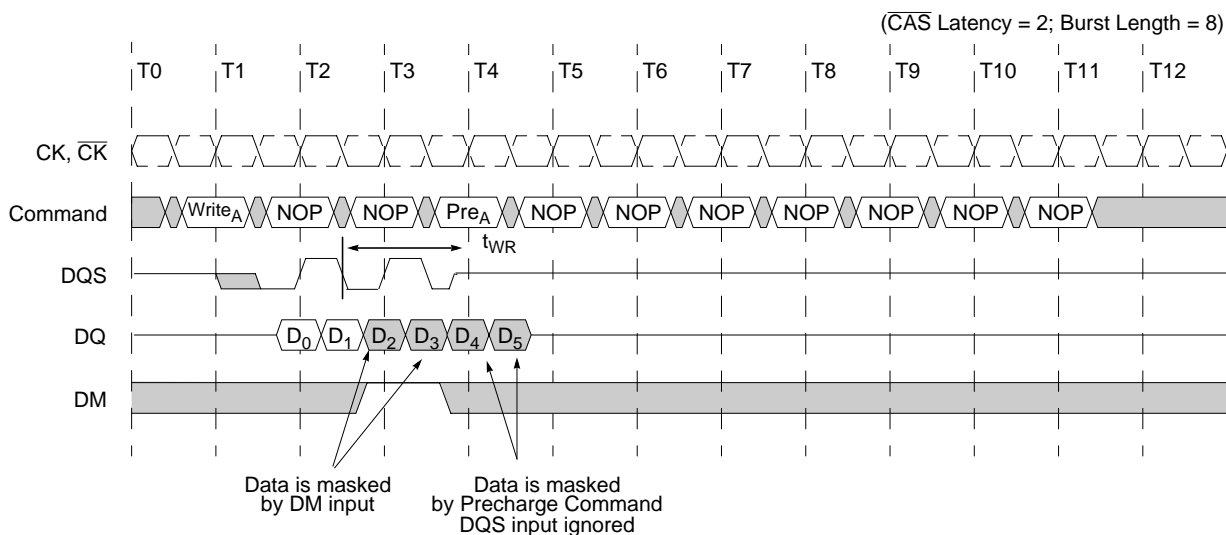 (C̅A̅S̅ Latency = 2; Burst Length = 8)
T0 T1 T2 T3 T4 T5 T6 T7 T8 T9 T10 T11 T12
CK, C̅K̅
Command WriteA NOP NOP PreA NOP NOP NOP NOP NOP NOP NOP
tWR
DQS
DQ D0 D1 D2 D3 D4 D5
DM
Data is masked
by DM input
Data is masked
by Precharge Command
DQS input ignored